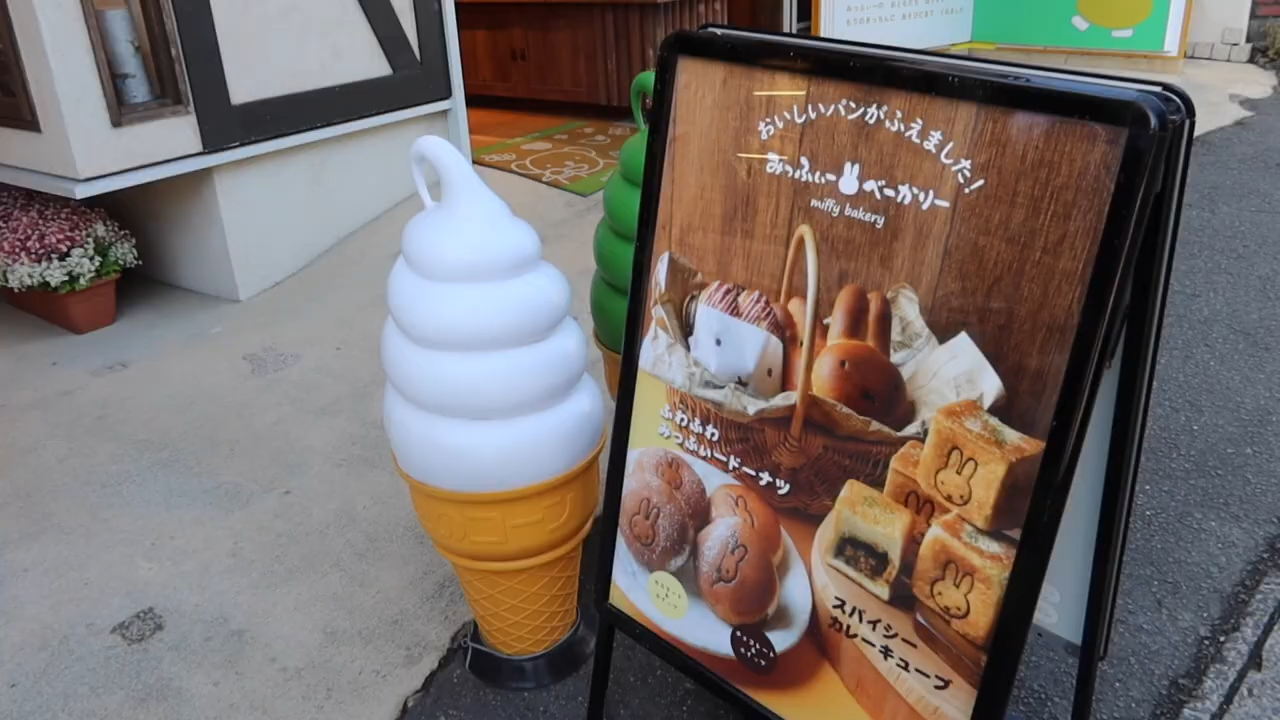 おいしいパンがふえました!
みっふぃー ベーカリー
miffy bakery
ふわふわ
みっふぃードーナツ
スパイシー
カレーキューブ